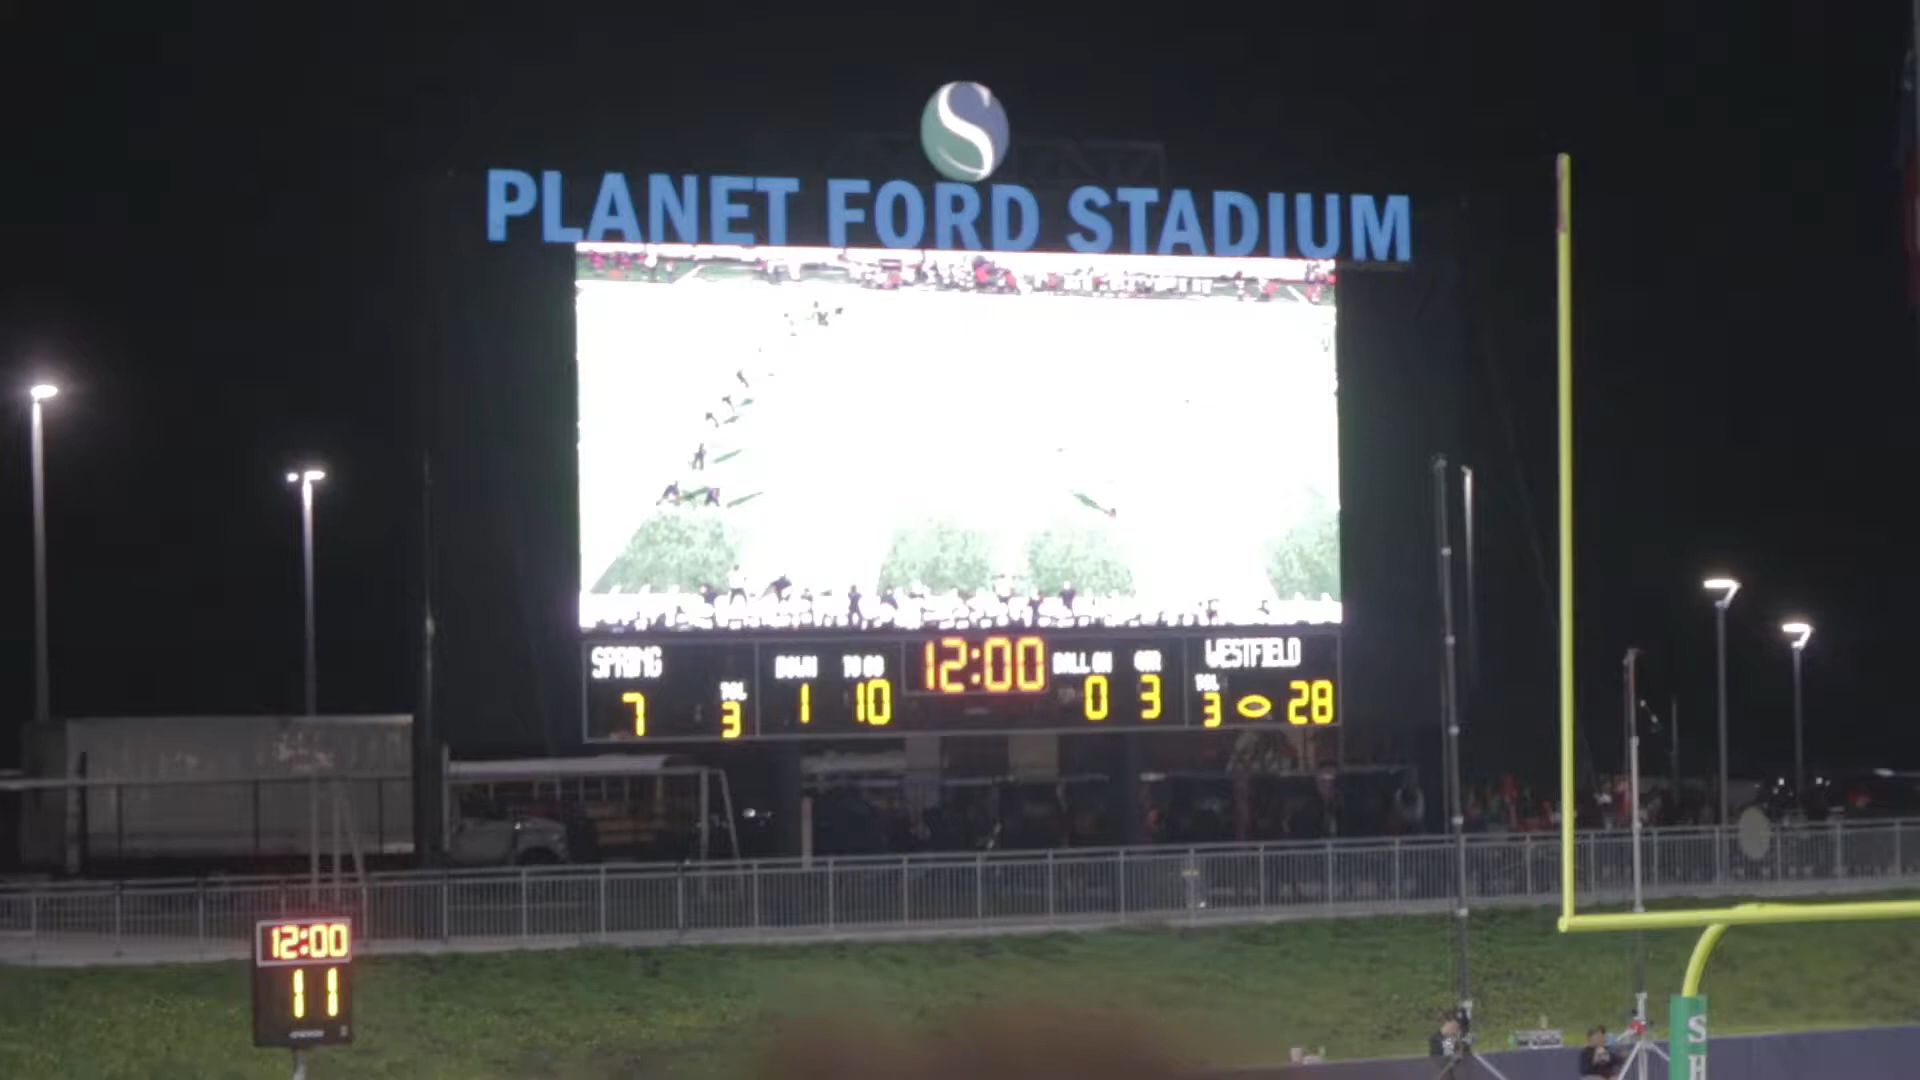 S
PLANET FORD STADIUM
SPRING DOWN TO GO 12:00 BALL ON QTR WESTFIELD
7 TOL 3 1 10 0 3 TOL 3 28
12:00
11
S
H